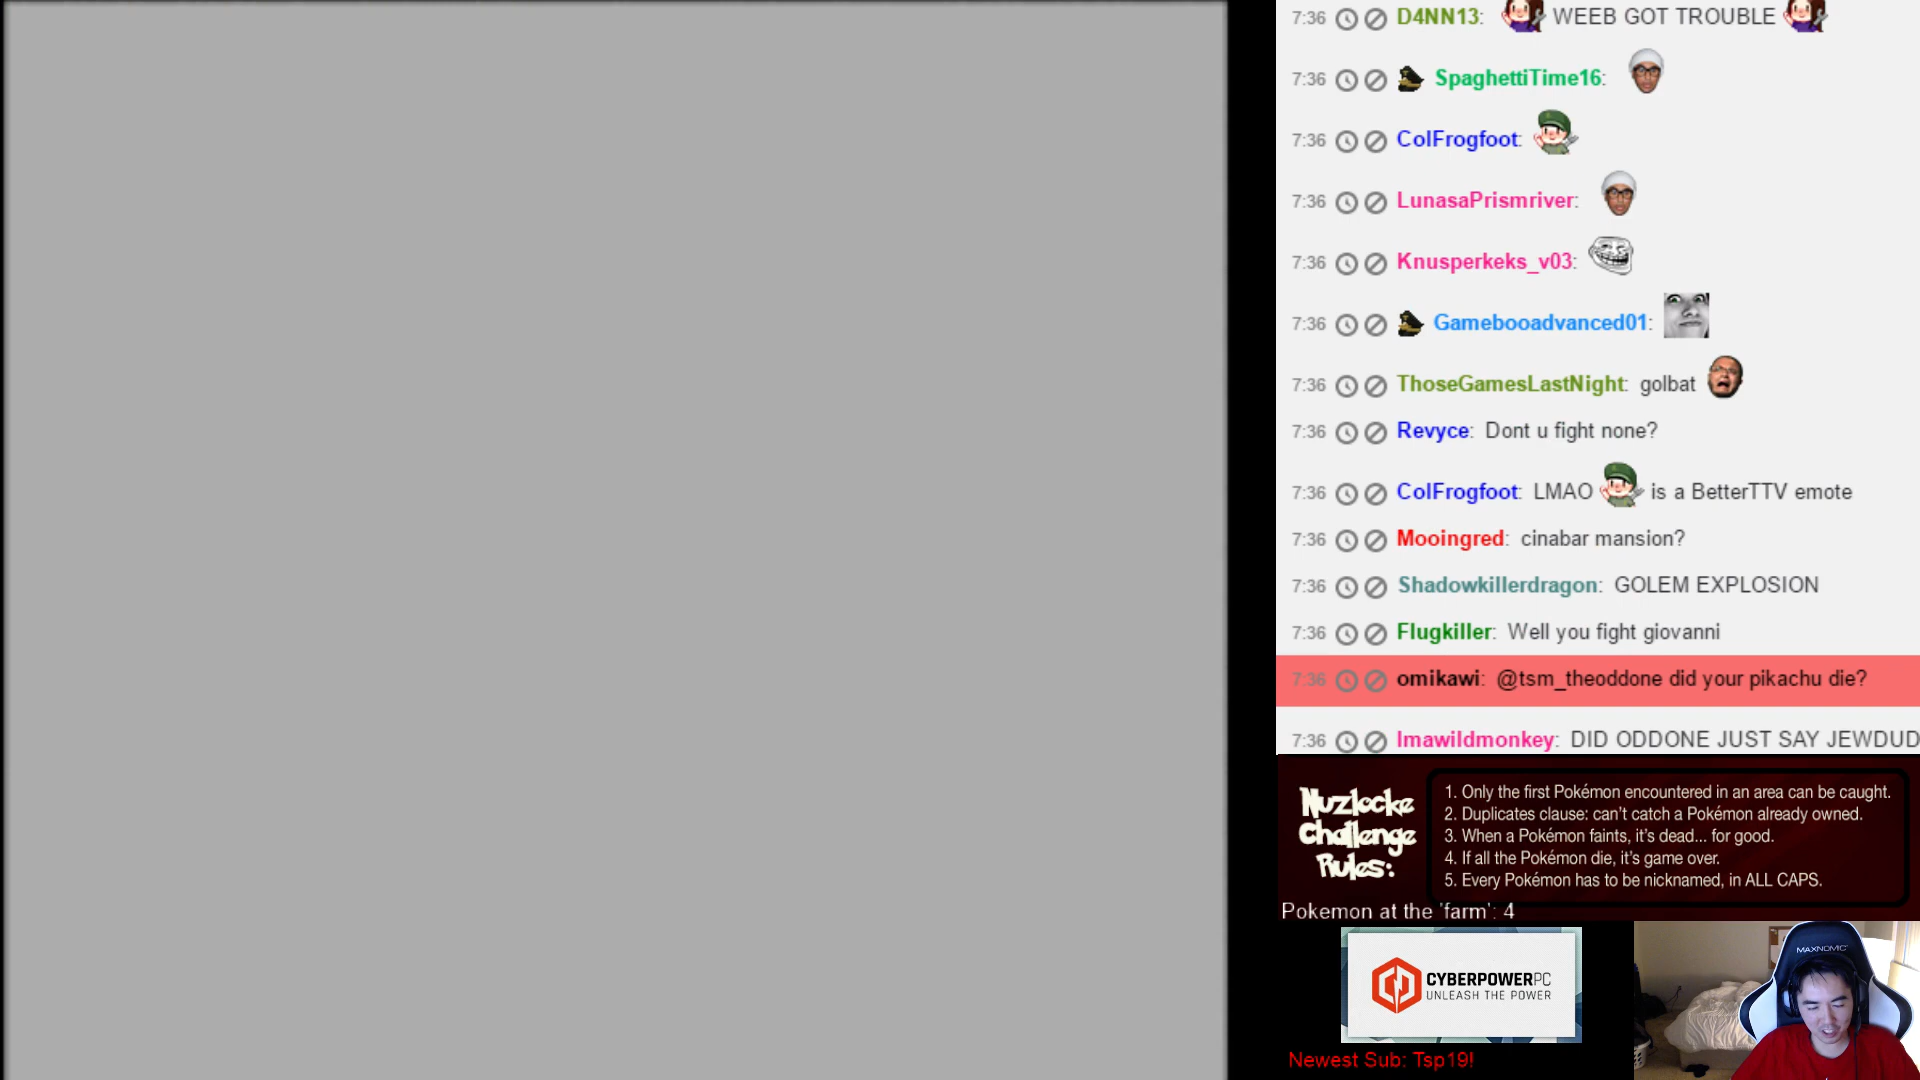 7:36 D4NN13: WEEB GOT TROUBLE
7:36 SpaghettiTime16:
7:36 ColFrogfoot:
7:36 LunasaPrismriver:
7:36 Knusperkeks_v03:
7:36 Gamebooadvanced01:
7:36 ThoseGamesLastNight: golbat
7:36 Revyce: Dont u fight none?
7:36 ColFrogfoot: LMAO is a BetterTTV emote
7:36 Mooingred: cinabar mansion?
7:36 Shadowkillerdragon: GOLEM EXPLOSION
7:36 Flugkiller: Well you fight giovanni
7:36 omikawi: @tsm_theoddone did your pikachu die?
7:36 Imawildmonkey: DID ODDONE JUST SAY JEWDUD
Nuzlocke
Challenge
Rules:
1. Only the first Pokémon encountered in an area can be caught.
2. Duplicates clause: can't catch a Pokémon already owned.
3. When a Pokémon faints, it's dead... for good.
4. If all the Pokémon die, it's game over.
5. Every Pokémon has to be nicknamed, in ALL CAPS.
Pokemon at the 'farm': 4
CYBERPOWERPC
UNLEASH THE POWER
MAXNOMIC
Newest Sub: Tsp19!